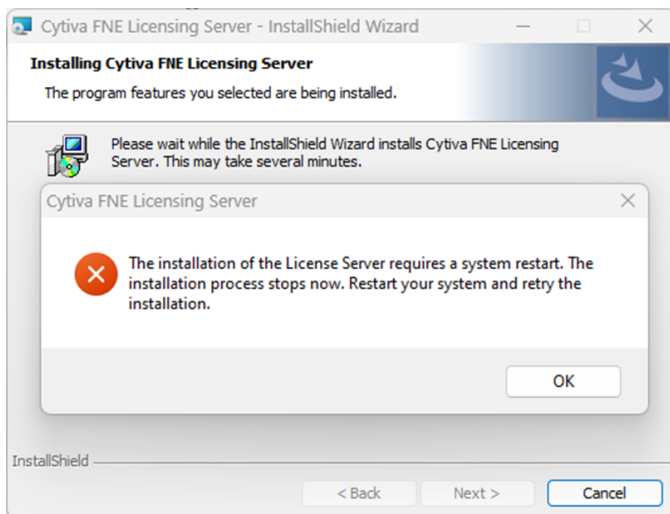 Cytiva FNE Licensing Server - InstallShield Wizard
Installing Cytiva FNE Licensing Server
The program features you selected are being installed.
Please wait while the InstallShield Wizard installs Cytiva FNE Licensing
Server. This may take several minutes.
Cytiva FNE Licensing Server
The installation of the License Server requires a system restart. The
installation process stops now. Restart your system and retry the
installation.
OK
InstallShield
< Back
Next >
Cancel